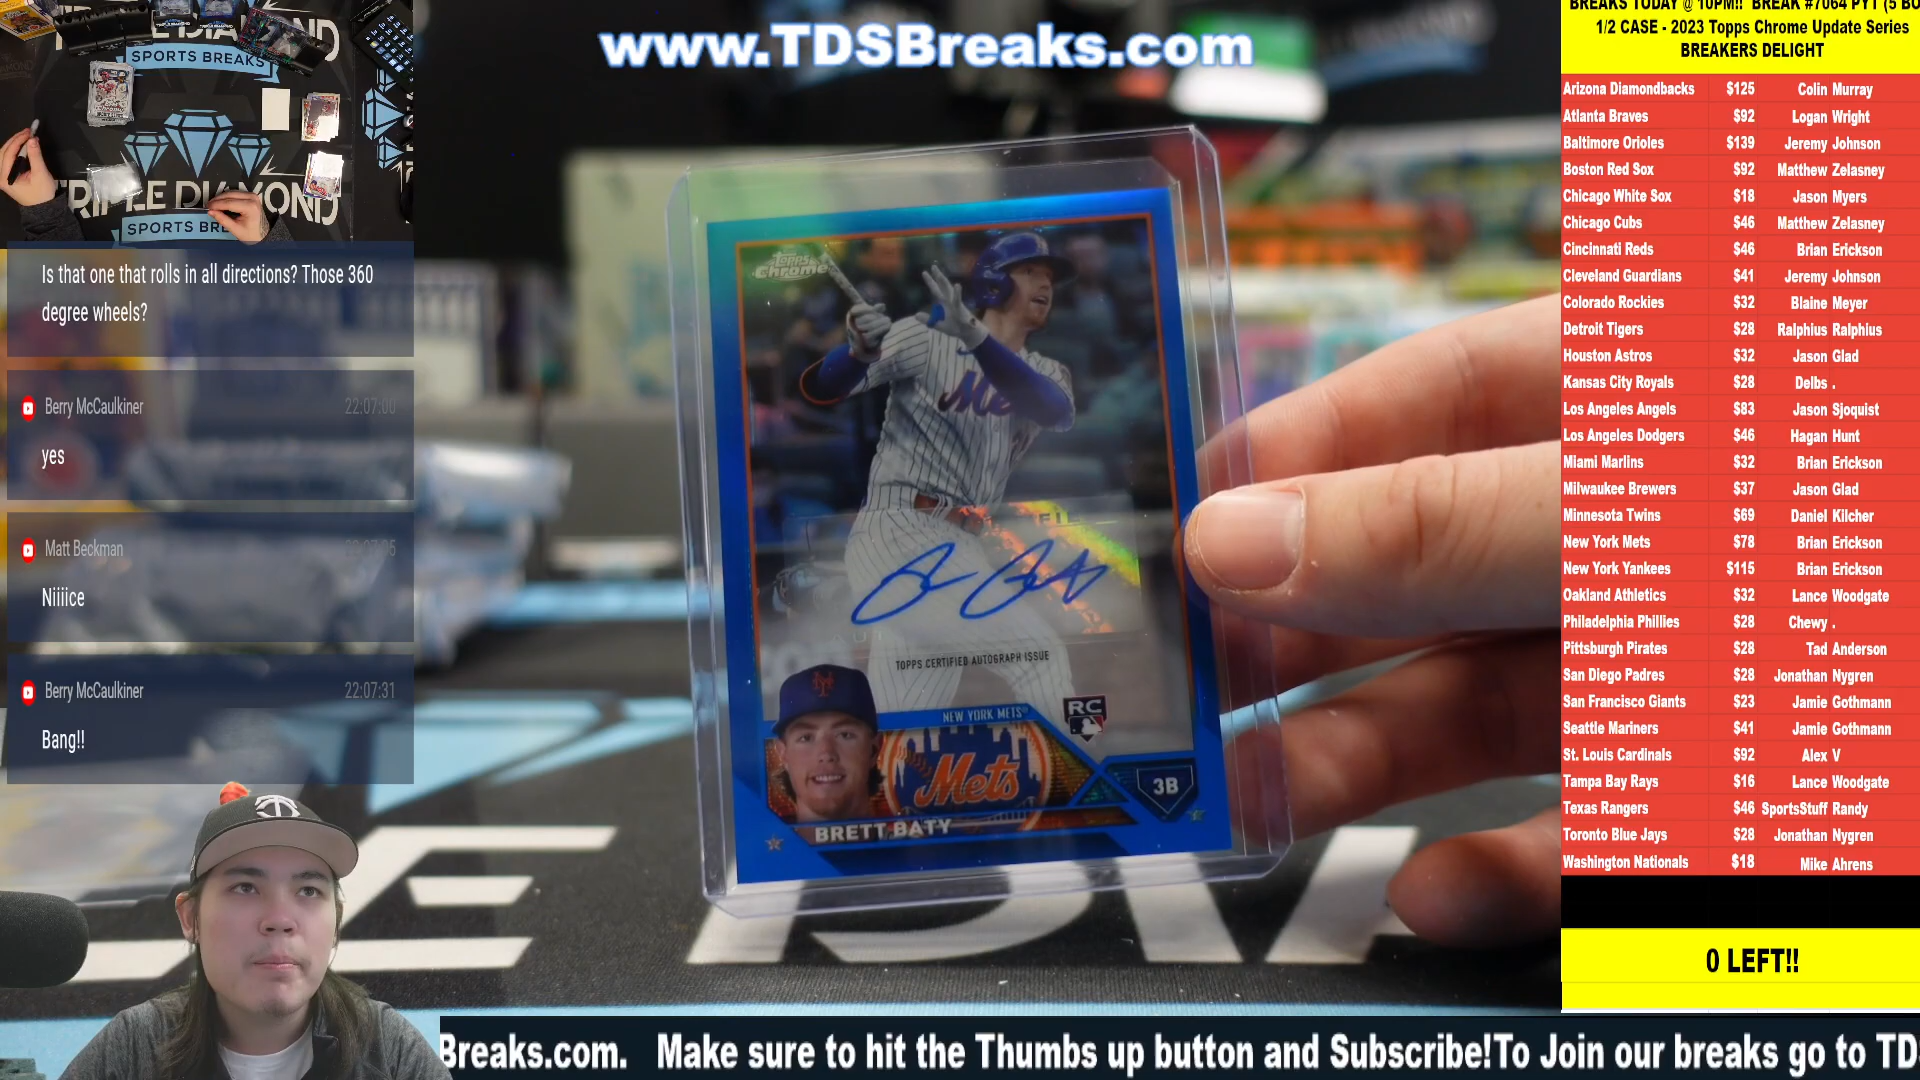 TRIPLE DIAMOND
SPORTS BREAKS
TRIPLE DIAMOND
SPORTS
Is that one that rolls in all directions? Those 360
degree wheels?
Berry McCaulkiner 22:07:00
yes
Matt Beckman
Niiiice
Berry McCaulkiner 22:07:31
Bang!!
www.TDSBreaks.com
Topps
Chrome
Mets
TOPPS CERTIFIED AUTOGRAPH ISSUE
NEW YORK METS
RC
Mets
3B
BRETT BATY
BREAKS TODAY @ 10PM!! BREAK #7064 PYT (5 BO
1/2 CASE - 2023 Topps Chrome Update Series
BREAKERS DELIGHT
Arizona Diamondbacks $125 Colin Murray
Atlanta Braves $92 Logan Wright
Baltimore Orioles $139 Jeremy Johnson
Boston Red Sox $92 Matthew Zelasney
Chicago White Sox $18 Jason Myers
Chicago Cubs $46 Matthew Zelasney
Cincinnati Reds $46 Brian Erickson
Cleveland Guardians $41 Jeremy Johnson
Colorado Rockies $32 Blaine Meyer
Detroit Tigers $28 Ralphius Ralphius
Houston Astros $32 Jason Glad
Kansas City Royals $28 Delbs .
Los Angeles Angels $83 Jason Sjoquist
Los Angeles Dodgers $46 Hagan Hunt
Miami Marlins $32 Brian Erickson
Milwaukee Brewers $37 Jason Glad
Minnesota Twins $69 Daniel Kilcher
New York Mets $78 Brian Erickson
New York Yankees $115 Brian Erickson
Oakland Athletics $32 Lance Woodgate
Philadelphia Phillies $28 Chewy .
Pittsburgh Pirates $28 Tad Anderson
San Diego Padres $28 Jonathan Nygren
San Francisco Giants $23 Jamie Gothmann
Seattle Mariners $41 Jamie Gothmann
St. Louis Cardinals $92 Alex V
Tampa Bay Rays $16 Lance Woodgate
Texas Rangers $46 SportsStuff Randy
Toronto Blue Jays $28 Jonathan Nygren
Washington Nationals $18 Mike Ahrens
0 LEFT!!
Breaks.com. Make sure to hit the Thumbs up button and Subscribe!To Join our breaks go to TD